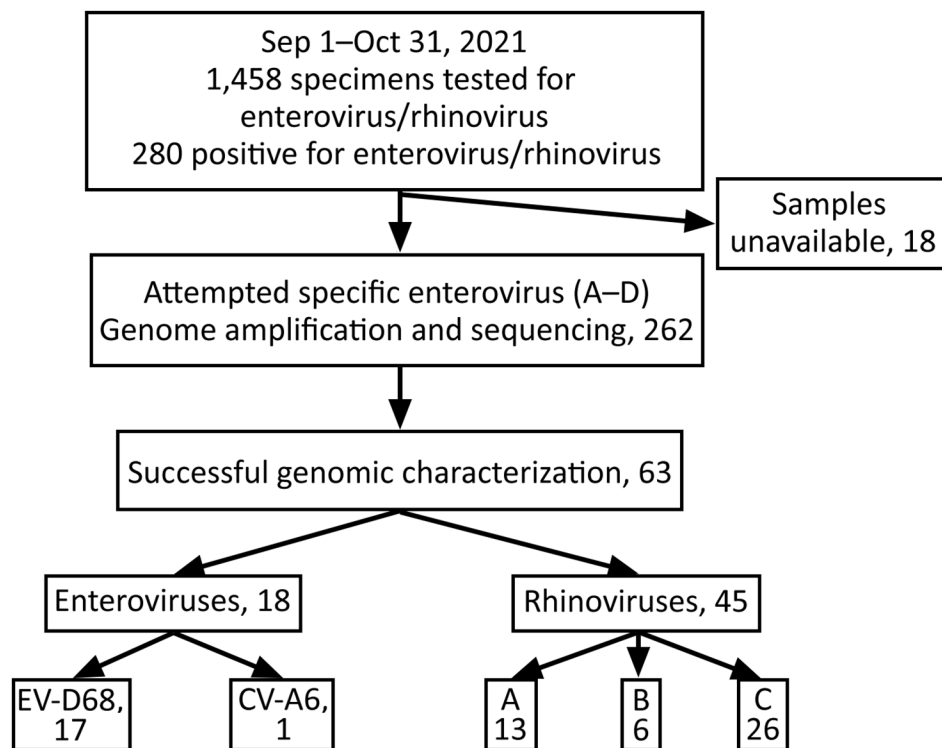 Sep 1–Oct 31, 2021
1,458 specimens tested for
enterovirus/rhinovirus
280 positive for enterovirus/rhinovirus
Samples
unavailable, 18
Attempted specific enterovirus (A–D)
Genome amplification and sequencing, 262
Successful genomic characterization, 63
Enteroviruses, 18
Rhinoviruses, 45
EV-D68,
17
CV-A6,
1
A
13
B
6
C
26